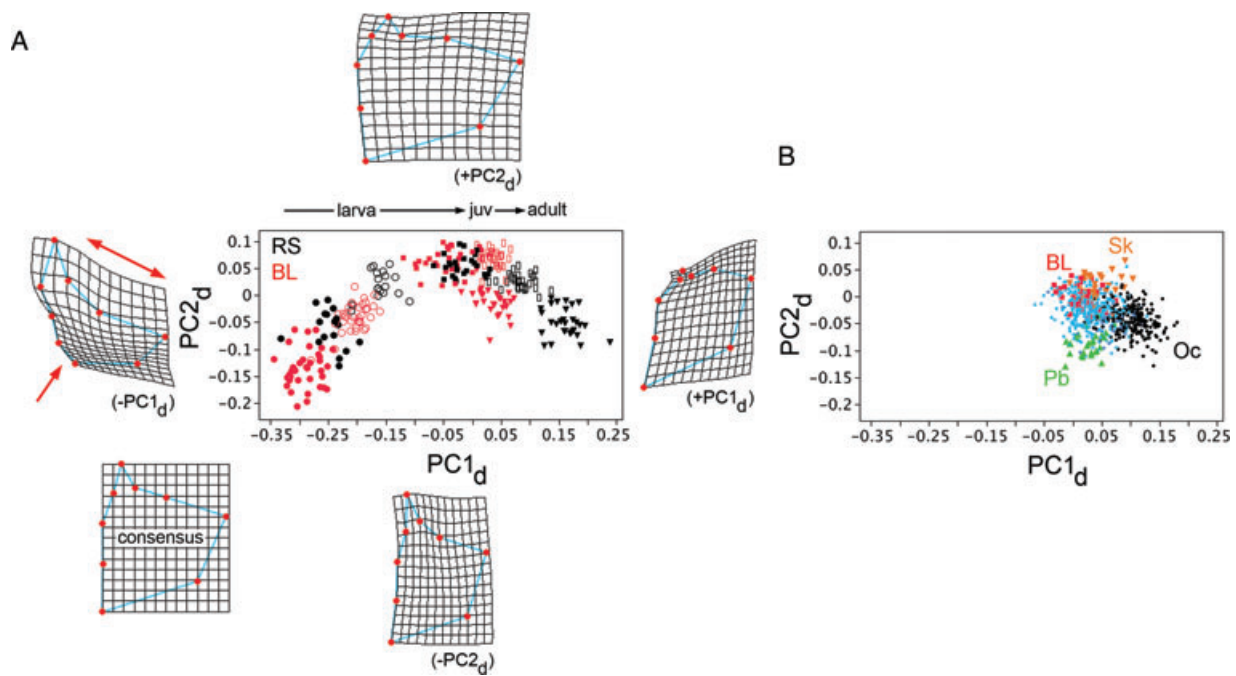 A
(+PC2d)
B
larva juv adult
RS
BL
PC2d
0.1
0.05
0
−0.05
−0.1
−0.15
−0.2
−0.35 −0.25 −0.15 −0.05 0.05 0.15 0.25
PC1d
(-PC1d)
(+PC1d)
consensus
(-PC2d)
PC2d
0.1
0.05
0
−0.05
−0.1
−0.15
−0.2
BL
Sk
Pb
Oc
−0.35 −0.25 −0.15 −0.05 0.05 0.15 0.25
PC1d